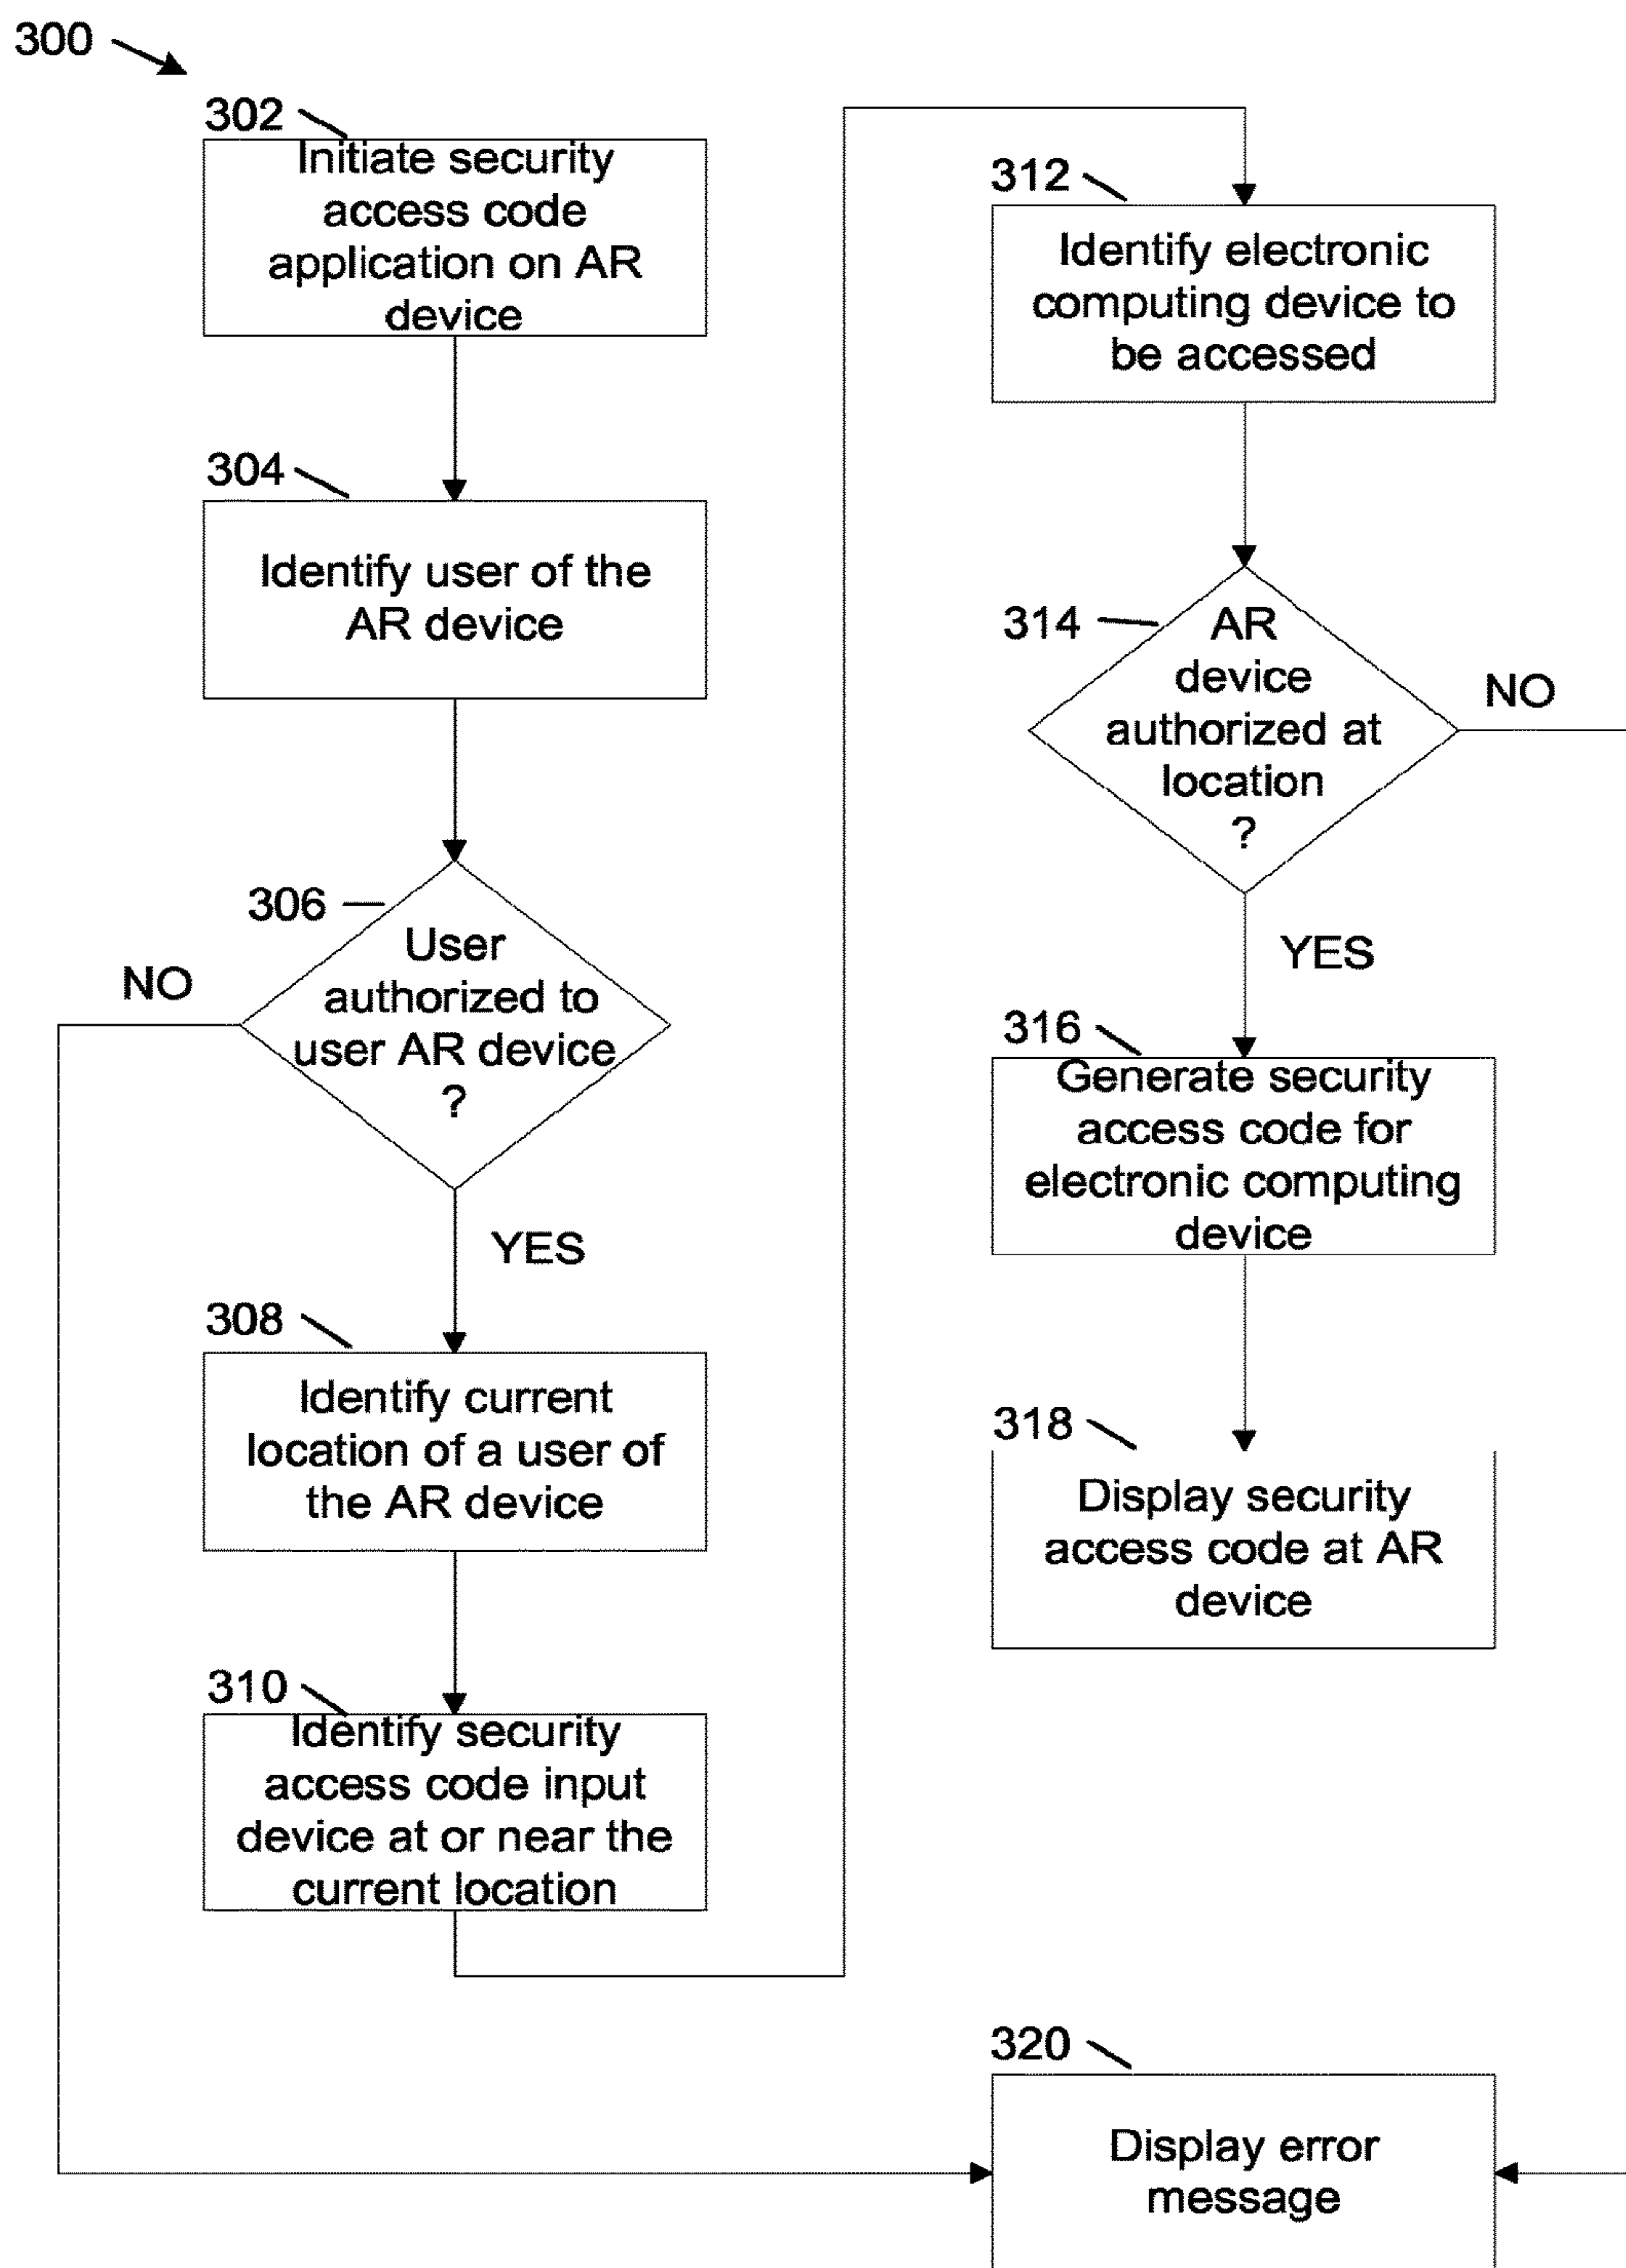 300
302
Initiate security
access code
application on AR
device
304
Identify user of the
AR device
306
User
authorized to
user AR device
?
NO
YES
308
Identify current
location of a user of
the AR device
310
Identify security
access code input
device at or near the
current location
312
Identify electronic
computing device to
be accessed
314
AR
device
authorized at
location
?
NO
YES
316
Generate security
access code for
electronic computing
device
318
Display security
access code at AR
device
320
Display error
message